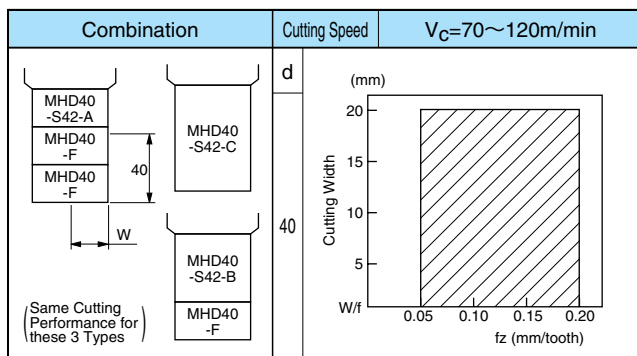 Combination
Cutting Speed
Vc=70～120m/min
MHD40
-S42-A
MHD40
-F
MHD40
-F
40
W
MHD40
-S42-C
MHD40
-S42-B
MHD40
-F
(Same Cutting
Performance for
these 3 Types)
d
40
(mm)
20
15
10
5
W/f
Cutting Width
0.05 0.10 0.15 0.20
fz (mm/tooth)